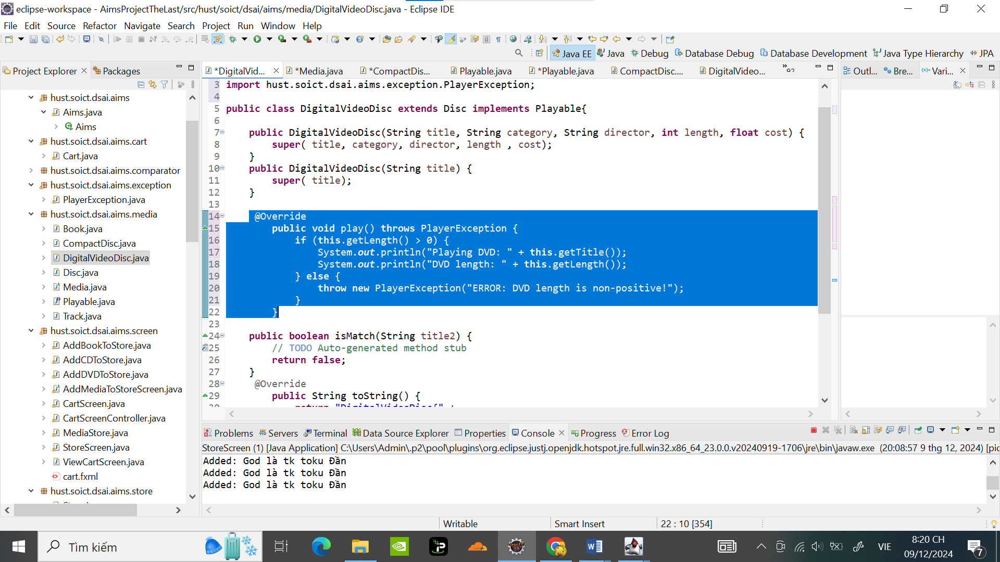 eclipse-workspace - AimsProjectTheLast/src/hust/soict/dsai/aims/media/DigitalVideoDisc.java - Eclipse IDE
File Edit Source Refactor Navigate Search Project Run Window Help
Java EE Java Debug Database Debug Database Development Java Type Hierarchy JPA
Project Explorer Packages
*DigitalVid... *Media.java *CompactDis... Playable.java *Playable.java CompactDisc.... DigitalVideo...
Outl... Bre... Vari...
hust.soict.dsai.aims
Aims.java
Aims
hust.soict.dsai.aims.cart
Cart.java
hust.soict.dsai.aims.comparator
hust.soict.dsai.aims.exception
PlayerException.java
hust.soict.dsai.aims.media
Book.java
CompactDisc.java
DigitalVideoDisc.java
Disc.java
Media.java
Playable.java
Track.java
hust.soict.dsai.aims.screen
AddBookToStore.java
AddCDToStore.java
AddDVDToStore.java
AddMediaToStoreScreen.java
CartScreen.java
CartScreenController.java
MediaStore.java
StoreScreen.java
ViewCartScreen.java
cart.fxml
hust.soict.dsai.aims.store
3 import hust.soict.dsai.aims.exception.PlayerException;
4
5 public class DigitalVideoDisc extends Disc implements Playable{
6
7 public DigitalVideoDisc(String title, String category, String director, int length, float cost) {
8 super( title, category, director, length , cost);
9 }
10 public DigitalVideoDisc(String title) {
11 super( title);
12 }
13
14 @Override
15 public void play() throws PlayerException {
16 if (this.getLength() > 0) {
17 System.out.println("Playing DVD: " + this.getTitle());
18 System.out.println("DVD length: " + this.getLength());
19 } else {
20 throw new PlayerException("ERROR: DVD length is non-positive!");
21 }
22 }
23
24 public boolean isMatch(String title2) {
25 // TODO Auto-generated method stub
26 return false;
27 }
28 @Override
29 public String toString() {
30 return "DigitalVideoDisc{" +
Problems Servers Terminal Data Source Explorer Properties Console Progress Error Log
StoreScreen (1) [Java Application] C:\Users\Admin\.p2\pool\plugins\org.eclipse.justj.openjdk.hotspot.jre.full.win32.x86_64_23.0.0.v20240919-1706\jre\bin\javaw.exe (20:08:57 9 thg 12, 2024) [pic
Added: God là tk toku Đần
Added: God là tk toku Đần
Added: God là tk toku Đần
Writable Smart Insert 22 : 10 [354]
Tìm kiếm
VIE
8:20 CH
09/12/2024
7